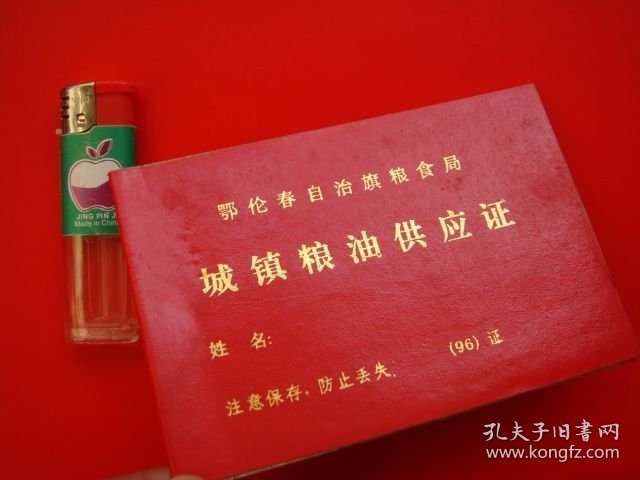 JING PIN J
Made in China
鄂伦春自治旗粮食局
城镇粮油供应证
姓名:
(96)证
注意保存，防止丢失.
孔夫子旧书网
www.kongfz.com